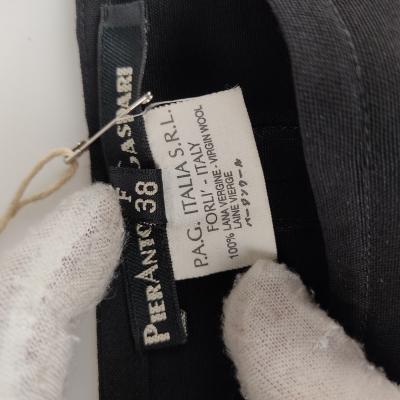 PIERANTO F GASPARI
38
P.A.G. ITALIA S.R.L.
FORLI' - ITALY
100% LANA VERGINE - VIRGIN WOOL
LAINE VIERGE
バージンウール